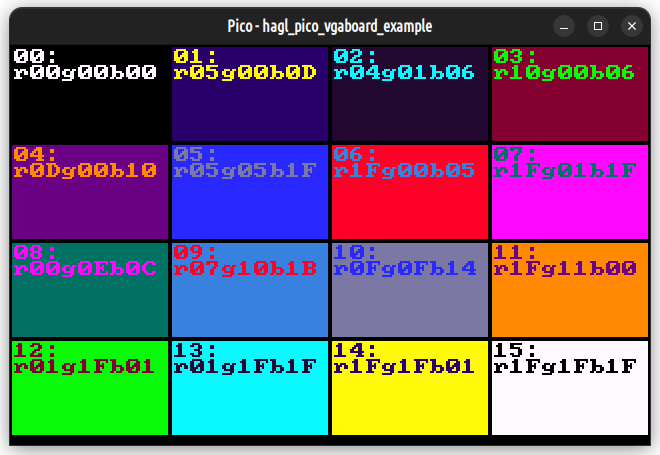 Pico - hagl_pico_vgaboard_example
00:
r00g00b00
01:
r05g00b0D
02:
r04g01b06
03:
r10g00b06
04:
r0Dg00b10
05:
r05g05b1F
06:
r1Fg00b05
07:
r1Fg01b1F
08:
r00g0Eb0C
09:
r07g10b1B
10:
r0Fg0Fb14
11:
r1Fg11b00
12:
r01g1Fb01
13:
r01g1Fb1F
14:
r1Fg1Fb01
15:
r1Fg1Fb1F